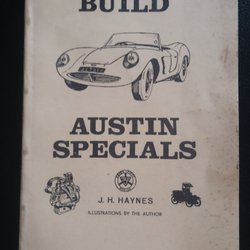 BUILD
AUSTIN
SPECIALS
J. H. HAYNES
ILLUSTRATIONS BY THE AUTHOR